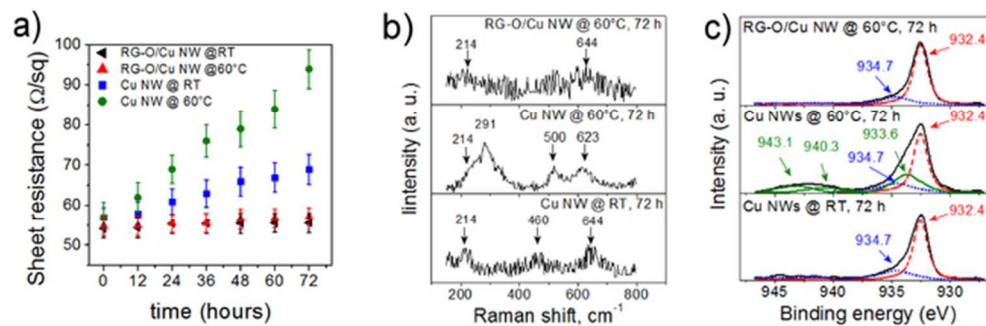 a)
Sheet resistance (Ω/sq)
100
90
80
70
60
50
RG-O/Cu NW @RT
RG-O/Cu NW @60°C
Cu NW @ RT
Cu NW @ 60°C
0 12 24 36 48 60 72
time (hours)
b)
Intensity (a. u.)
RG-O/Cu NW @ 60°C, 72 h
214 644
Cu NW @ 60°C, 72 h
214 291 500 623
Cu NW @ RT, 72 h
214 460 644
200 400 600 800
Raman shift, cm⁻¹
c)
Intensity (a. u.)
RG-O/Cu NW @ 60°C, 72 h
934.7 932.4
Cu NWs @ 60°C, 72 h
943.1 940.3 934.7 933.6 932.4
Cu NWs @ RT, 72 h
934.7 932.4
945 940 935 930
Binding energy (eV)